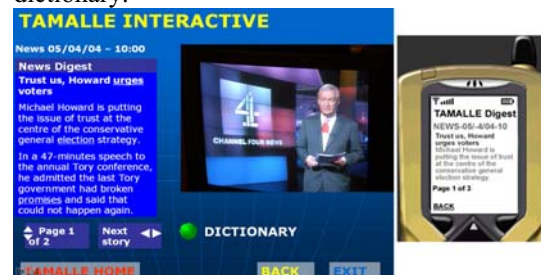 dictionary.
TAMALLE INTERACTIVE
News 05/04/04 – 10:00
News Digest
Trust us, Howard urges
voters
Michael Howard is putting
the issue of trust at the
centre of the conservative
general election strategy.
In a 47-minutes speech to
the annual Tory conference,
he admitted the last Tory
government had broken
promises and said that
could not happen again.
Page 1
of 2
Next
story
4
CHANNEL FOUR NEWS
DICTIONARY
TAMALLE HOME
BACK
EXIT
TAMALLE Digest
NEWS-05/-4/04-10
Trust us, Howard
urges voters
Michael Howard is
putting the issue of trust
at the centre of the
conservative general
election strategy.
Page 1 of 3
BACK